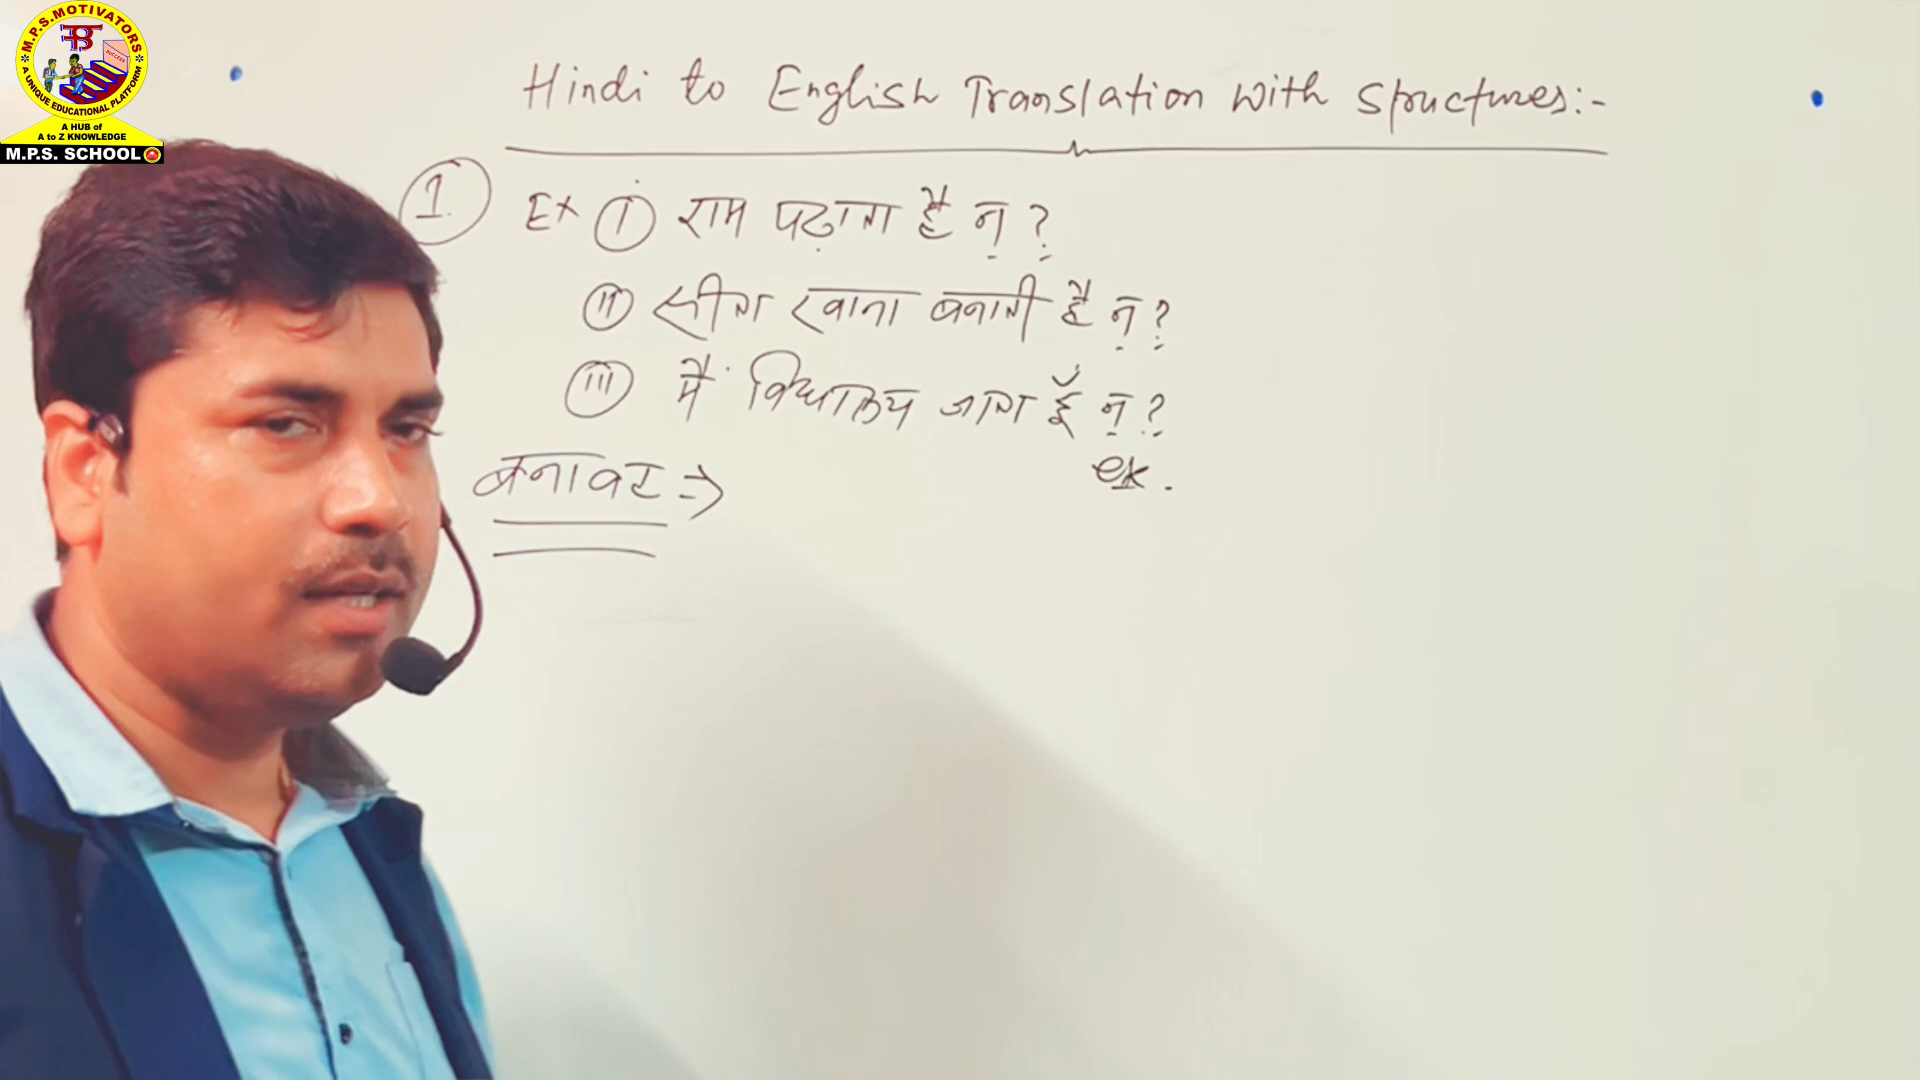 M.P.S.MOTIVATORS
SUCCESS
A UNIQUE EDUCATIONAL PLATFORM
A HUB of
A to Z KNOWLEDGE
M.P.S. SCHOOL
Hindi to English Translation with structures:-
1. Ex (i) राम पढ़ाता है न?
(ii) सीता खाना बनाती है न?
(iii) मैं विद्यालय जाता हूँ न?
बनावट ⇒ ex.